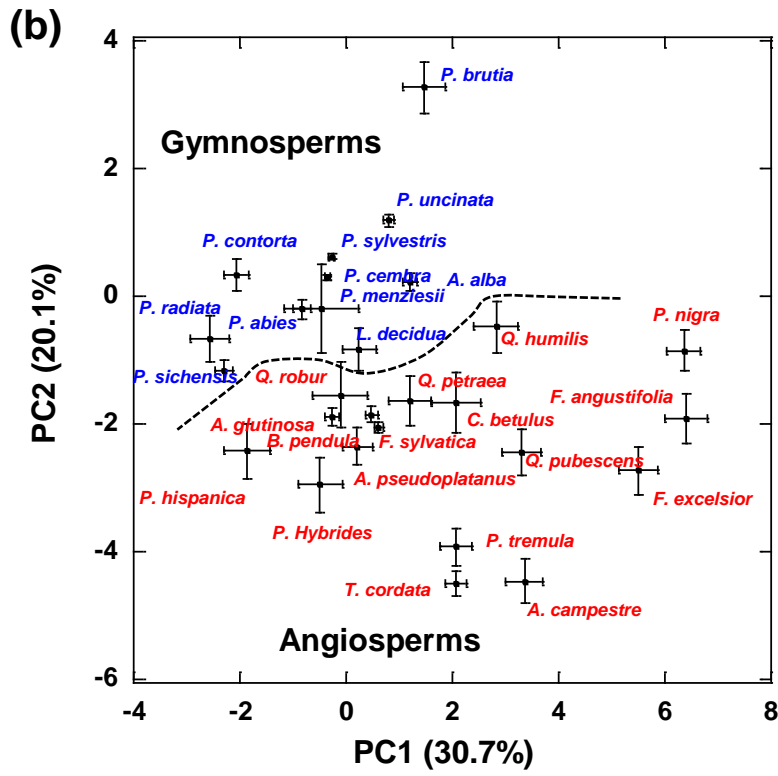 (b)
4
P. brutia
Gymnosperms
2
P. uncinata
P. contorta
P. sylvestris
P. cembra
A. alba
0
P. menziesii
P. radiata
P. abies
P. nigra
L. decidua
Q. humilis
P. sichensis
Q. robur
Q. petraea
F. angustifolia
-2
A. glutinosa
C. betulus
B. pendula
F. sylvatica
Q. pubescens
A. pseudoplatanus
P. hispanica
F. excelsior
P. Hybrides
P. tremula
-4
T. cordata
A. campestre
Angiosperms
-6
-4 -2 0 2 4 6 8
PC1 (30.7%)
PC2 (20.1%)